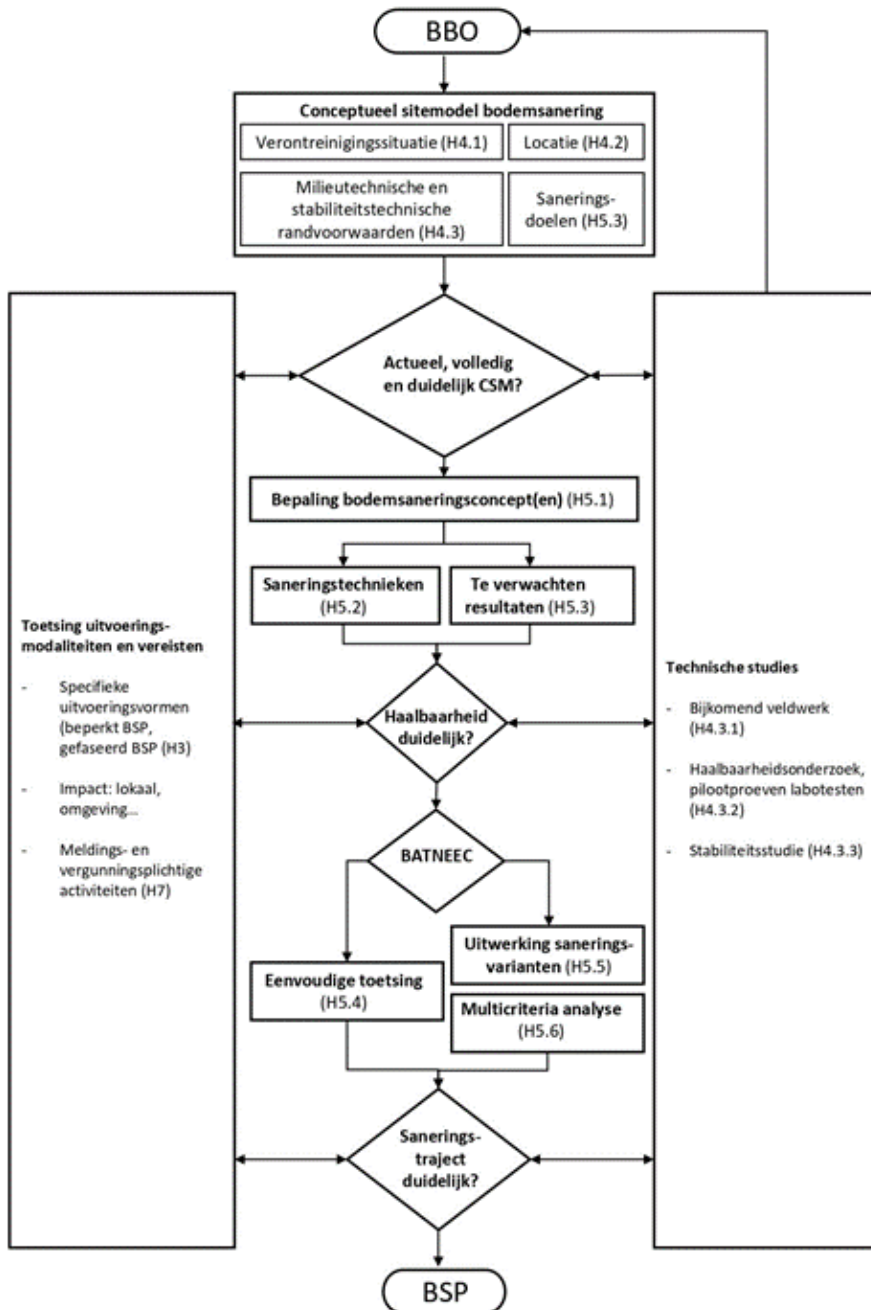 BBO
Conceptueel sitemodel bodemsanering
Verontreinigingssituatie (H4.1)
Locatie (H4.2)
Milieutechnische en
stabiliteitstechnische
randvoorwaarden (H4.3)
Sanerings-
doelen (H5.3)
Actueel, volledig
en duidelijk CSM?
Bepaling bodemsaneringsconcept(en) (H5.1)
Saneringstechnieken
(H5.2)
Te verwachten
resultaten (H5.3)
Toetsing uitvoerings-
modaliteiten en vereisten
- Specifieke
uitvoeringsvormen
(beperkt BSP,
gefaseerd BSP (H3)
- Impact: lokaal,
omgeving...
- Meldings- en
vergunningsplichtige
activiteiten (H7)
Haalbaarheid
duidelijk?
Technische studies
- Bijkomend veldwerk
(H4.3.1)
- Haalbaarheidsonderzoek,
pilootproeven labotesten
(H4.3.2)
- Stabiliteitsstudie (H4.3.3)
BATNEEC
Eenvoudige toetsing
(H5.4)
Uitwerking sanerings-
varianten (H5.5)
Multicriteria analyse
(H5.6)
Sanerings-
traject
duidelijk?
BSP